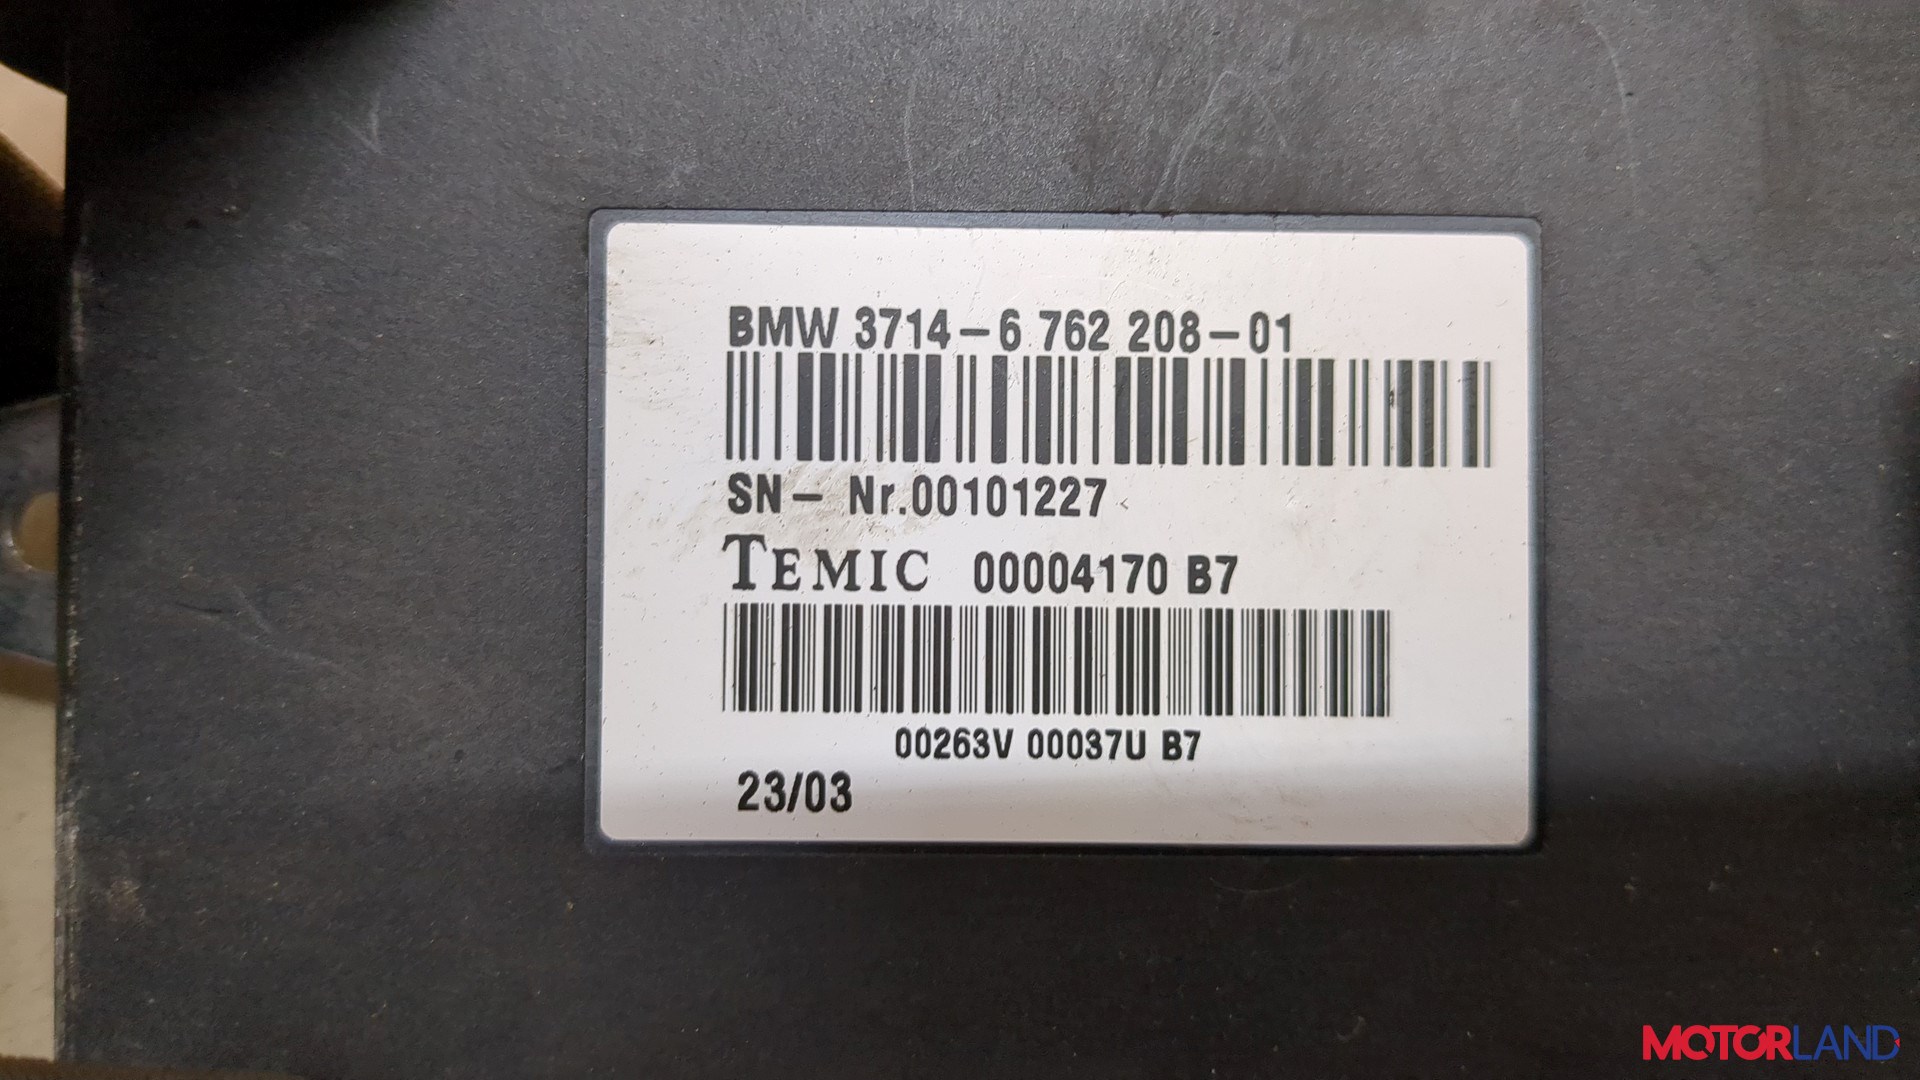 BMW 3714-6 762 208-01
SN- Nr.00101227
TEMIC 00004170 B7
00263V 00037U B7
23/03
MOTORLAND